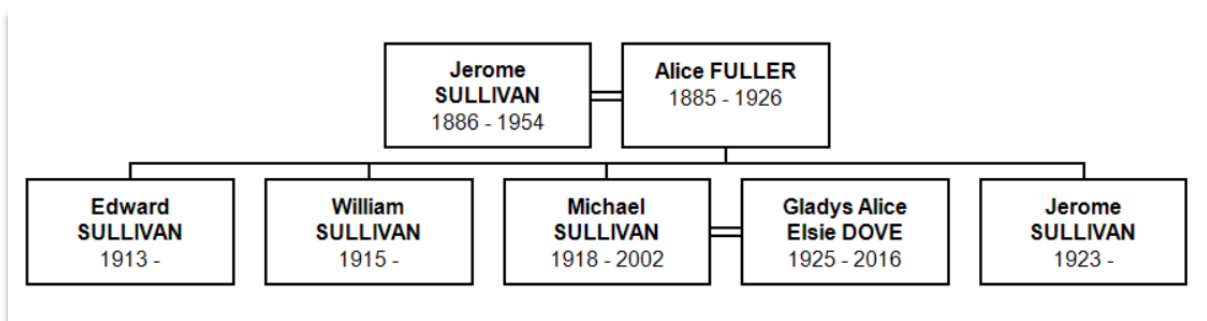 Jerome
SULLIVAN
1886 - 1954
Alice FULLER
1885 - 1926
Edward
SULLIVAN
1913 -
William
SULLIVAN
1915 -
Michael
SULLIVAN
1918 - 2002
Gladys Alice
Elsie DOVE
1925 - 2016
Jerome
SULLIVAN
1923 -